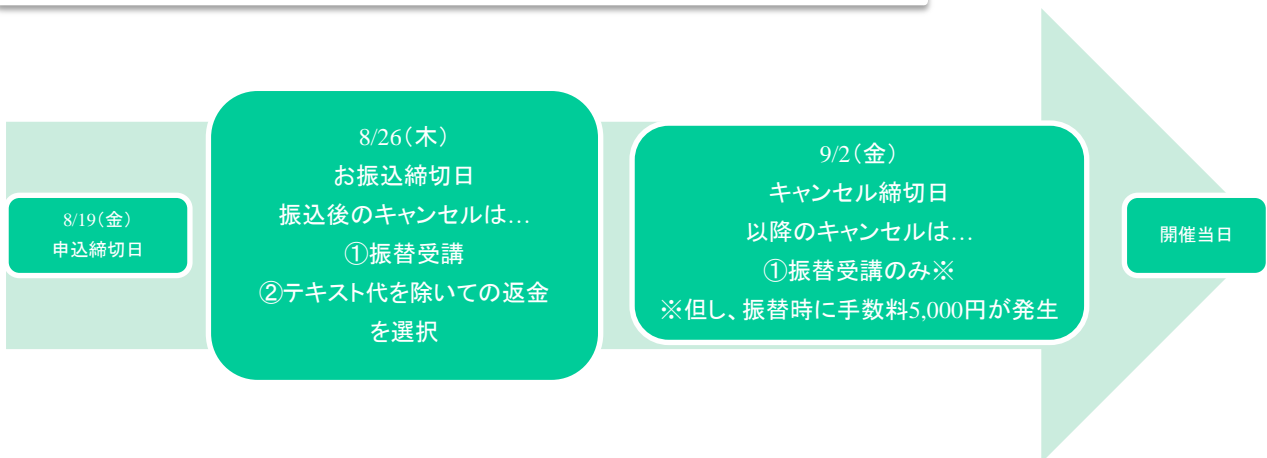 8/19(金)
申込締切日
8/26(木)
お振込締切日
振込後のキャンセルは…
①振替受講
②テキスト代を除いての返金
を選択
9/2(金)
キャンセル締切日
以降のキャンセルは…
①振替受講のみ※
※但し、振替時に手数料5,000円が発生
開催当日